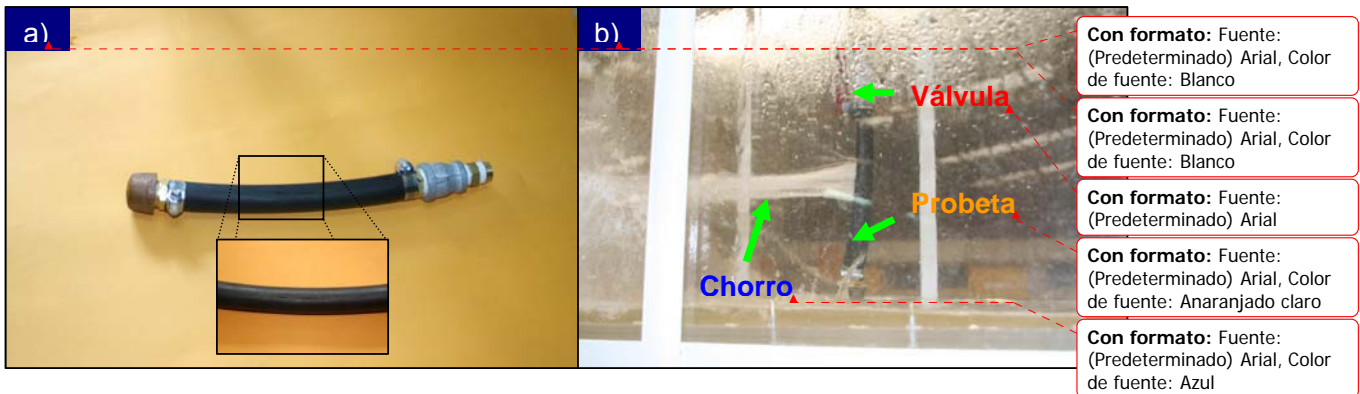 a)
b)
Válvula
Probeta
Chorro
Con formato: Fuente:
(Predeterminado) Arial, Color
de fuente: Blanco
Con formato: Fuente:
(Predeterminado) Arial, Color
de fuente: Blanco
Con formato: Fuente:
(Predeterminado) Arial
Con formato: Fuente:
(Predeterminado) Arial, Color
de fuente: Anaranjado claro
Con formato: Fuente:
(Predeterminado) Arial, Color
de fuente: Azul